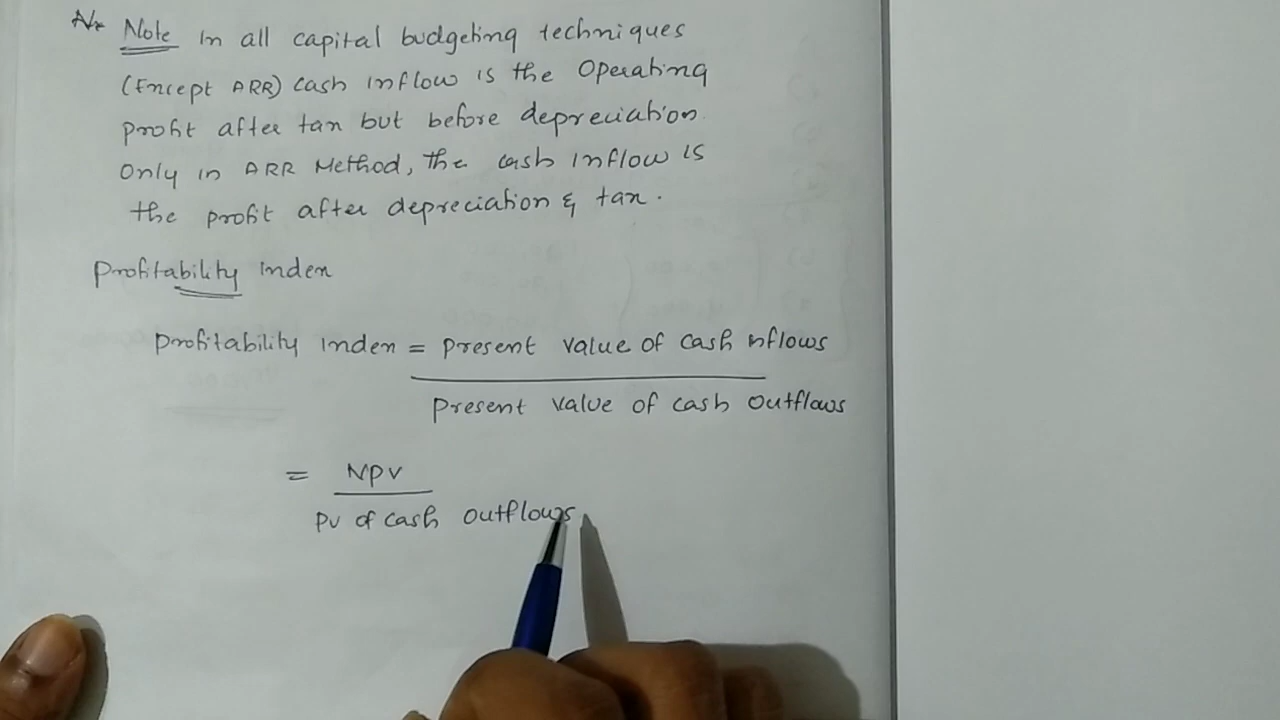 Note In all capital budgeting techniques
(Except ARR) cash inflow is the operating
profit after tax but before depreciation.
Only in ARR Method, the cash inflow is
the profit after depreciation & tax.
Profitability Index
Profitability Index = Present value of cash nflows
Present value of cash outflows
= NPV
PV of cash outflows